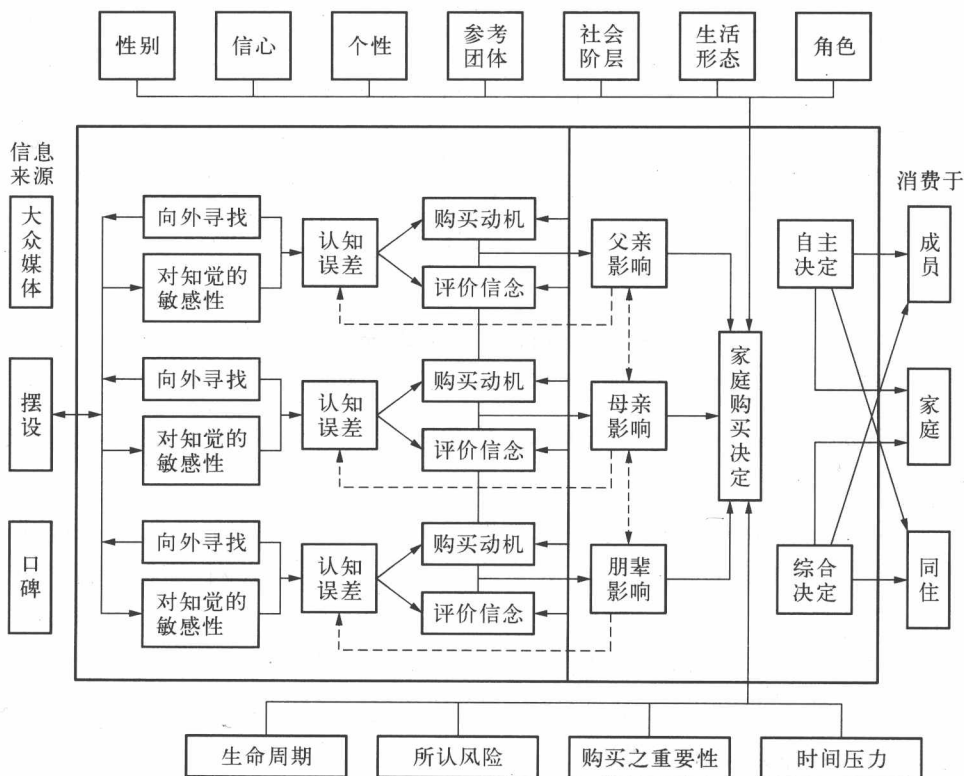 性别
信心
个性
参考
团体
社会
阶层
生活
形态
角色
信息
来源
消费于
大众媒体
摆设
口碑
向外寻找
对知觉的
敏感性
认知
误差
购买动机
评价信念
父亲
影响
向外寻找
对知觉的
敏感性
认知
误差
购买动机
评价信念
母亲
影响
向外寻找
对知觉的
敏感性
认知
误差
购买动机
评价信念
朋辈
影响
家庭购买决定
自主
决定
综合
决定
成员
家庭
同住
生命周期
所认风险
购买之重要性
时间压力